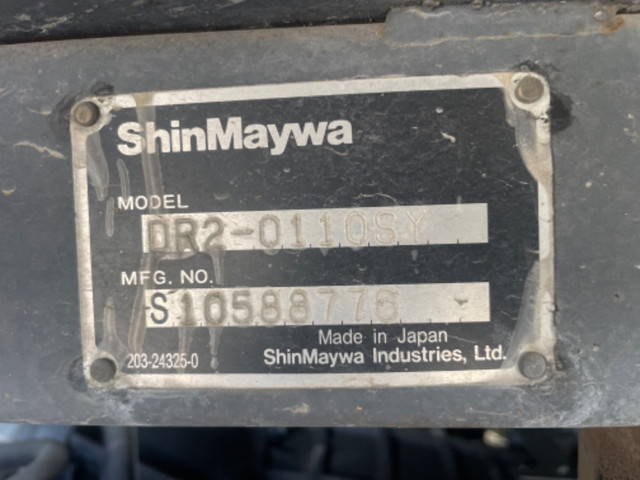 ShinMaywa
MODEL
DR2-0110SY
MFG. NO.
S10588776
Made in Japan
203-24325-0
ShinMaywa Industries, Ltd.